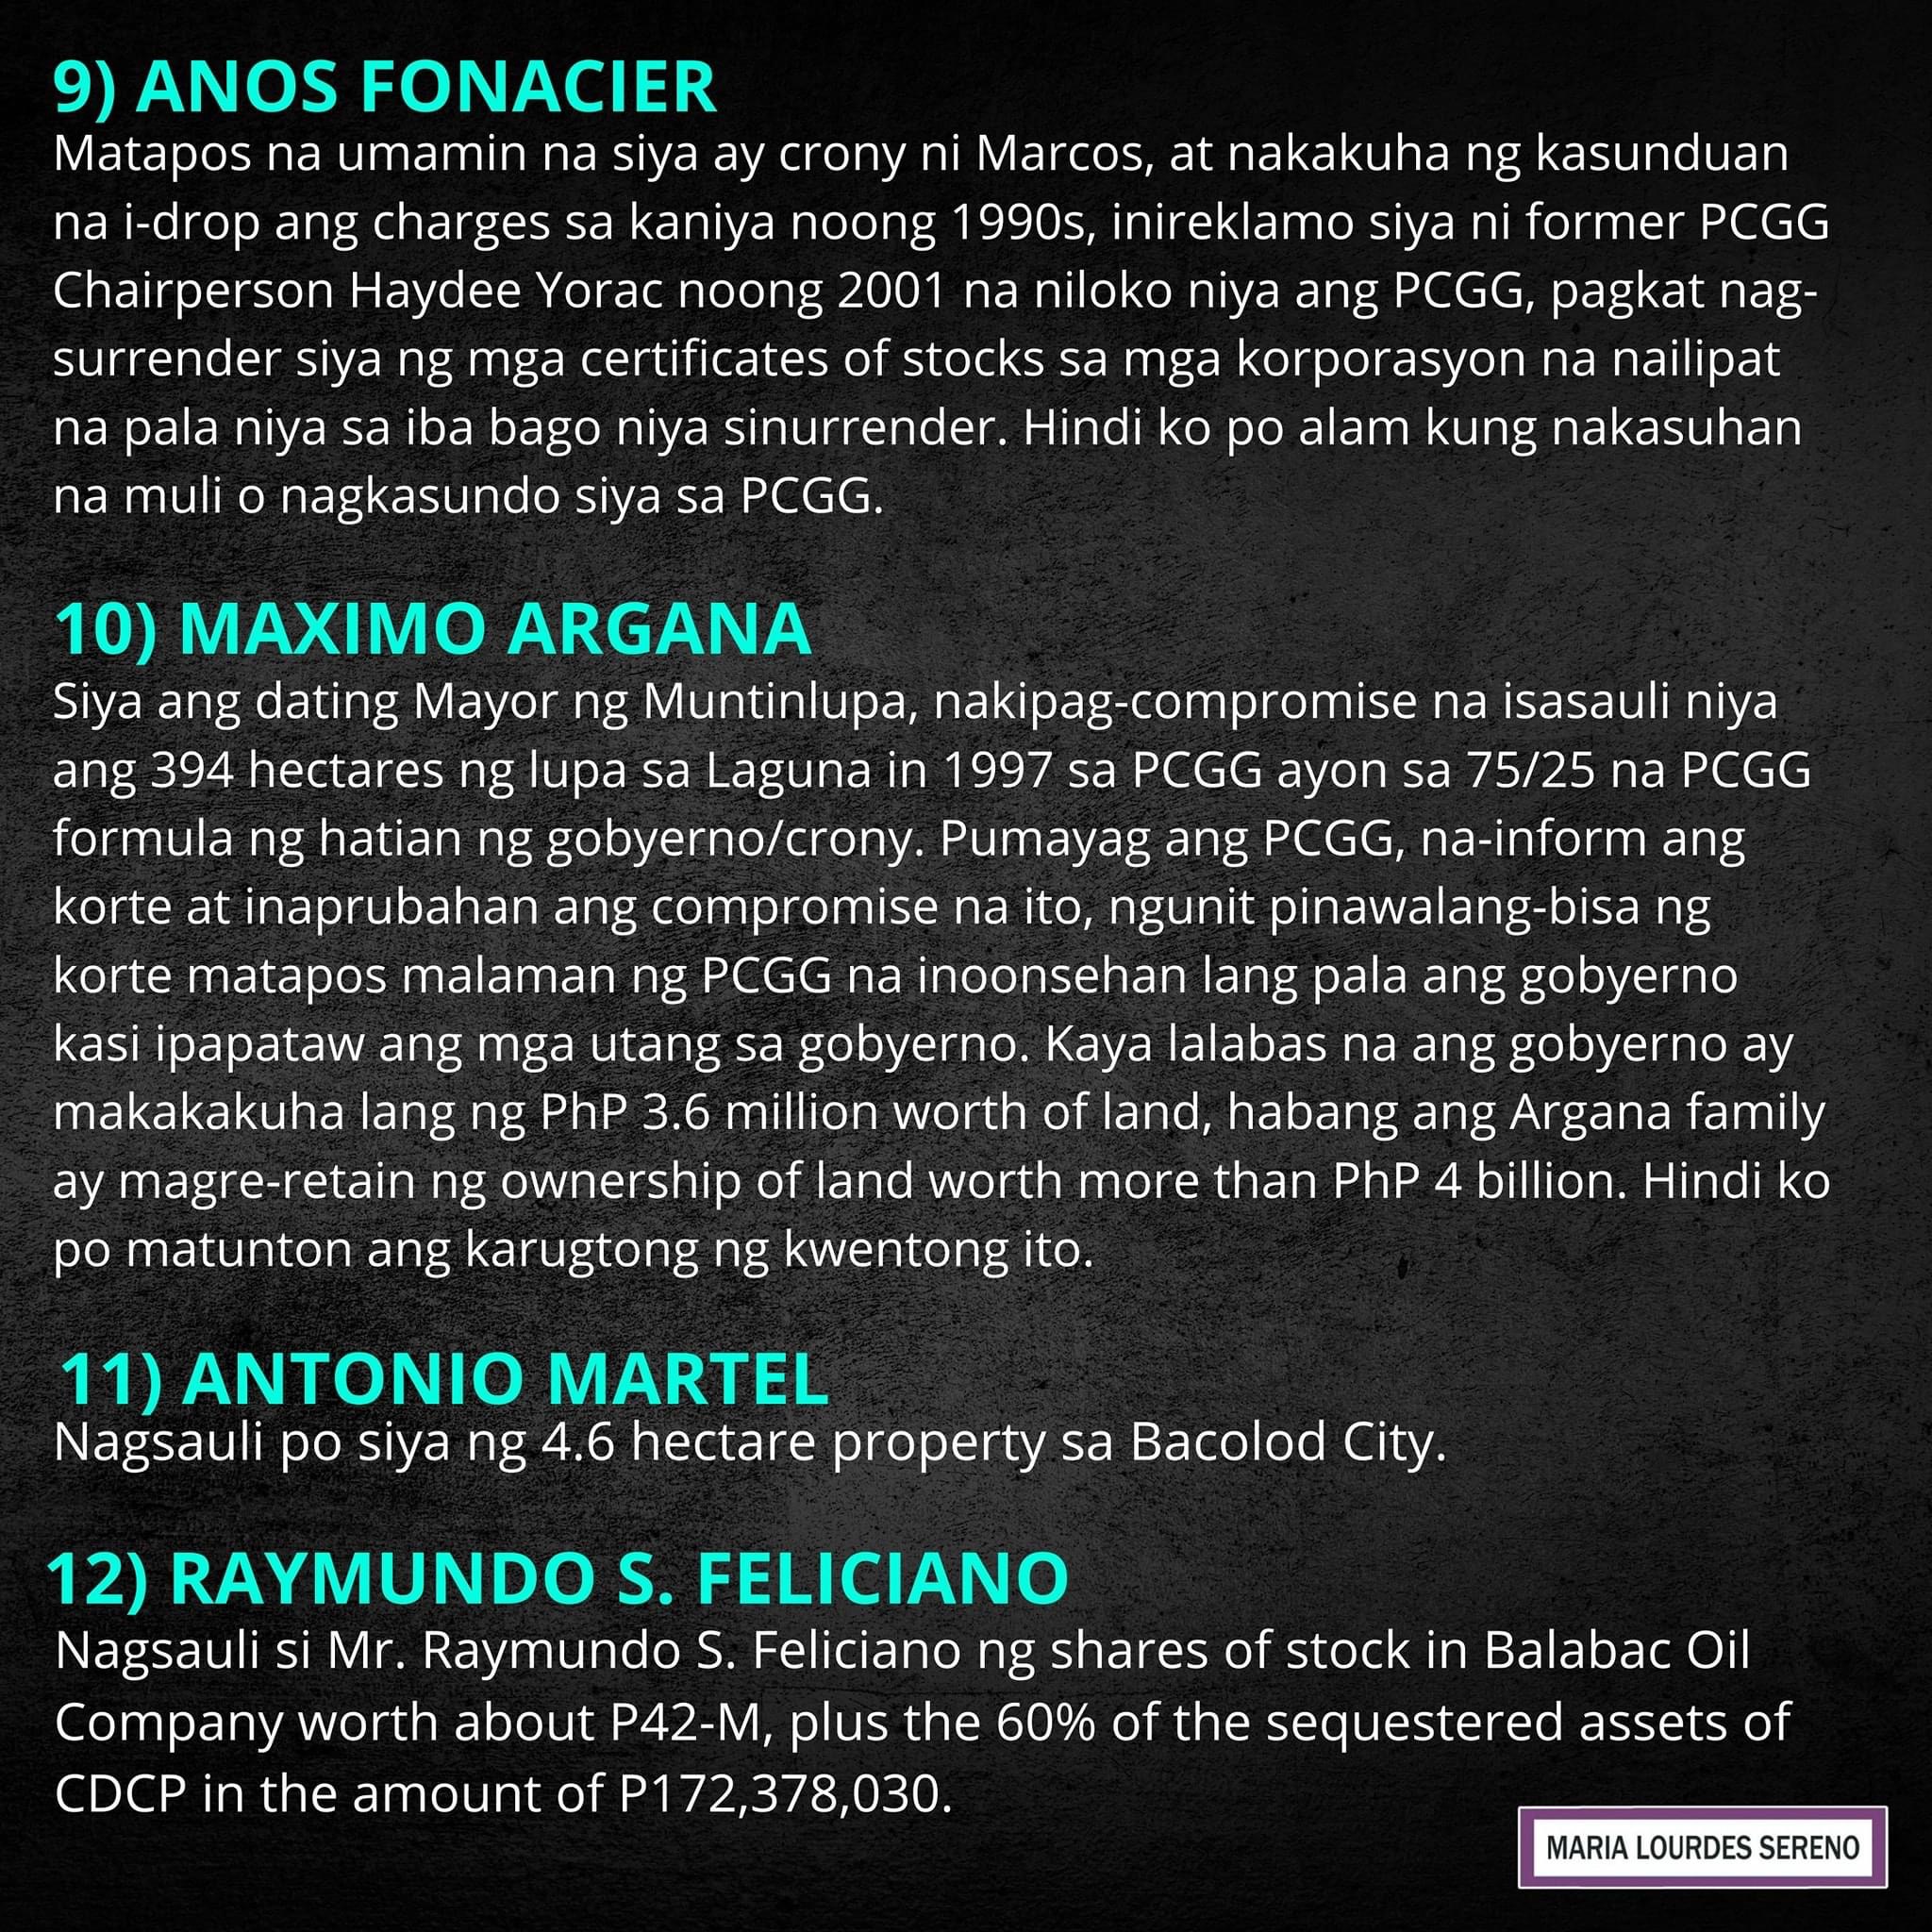 9) ANOS FONACIER
Matapos na umamin na siya ay crony ni Marcos, at nakakuha ng kasunduan
na i-drop ang charges sa kaniya noong 1990s, inireklamo siya ni former PCGG
Chairperson Haydee Yorac noong 2001 na niloko niya ang PCGG, pagkat nag-
surrender siya ng mga certificates of stocks sa mga korporasyon na nailipat
na pala niya sa iba bago niya sinurrender. Hindi ko po alam kung nakasuhan
na muli o nagkasundo siya sa PCGG.
10) MAXIMO ARGANA
Siya ang dating Mayor ng Muntinlupa, nakipag-compromise na isasauli niya
ang 394 hectares ng lupa sa Laguna in 1997 sa PCGG ayon sa 75/25 na PCGG
formula ng hatian ng gobyerno/crony. Pumayag ang PCGG, na-inform ang
korte at inaprubahan ang compromise na ito, ngunit pinawalang-bisa ng
korte matapos malaman ng PCGG na inoonsehan lang pala ang gobyerno
kasi ipapataw ang mga utang sa gobyerno. Kaya lalabas na ang gobyerno ay
makakakuha lang ng PhP 3.6 million worth of land, habang ang Argana family
ay magre-retain ng ownership of land worth more than PhP 4 billion. Hindi ko
po matunton ang karugtong ng kwentong ito.
11) ANTONIO MARTEL
Nagsauli po siya ng 4.6 hectare property sa Bacolod City.
12) RAYMUNDO S. FELICIANO
Nagsauli si Mr. Raymundo S. Feliciano ng shares of stock in Balabac Oil
Company worth about P42-M, plus the 60% of the sequestered assets of
CDCP in the amount of P172,378,030.
MARIA LOURDES SERENO